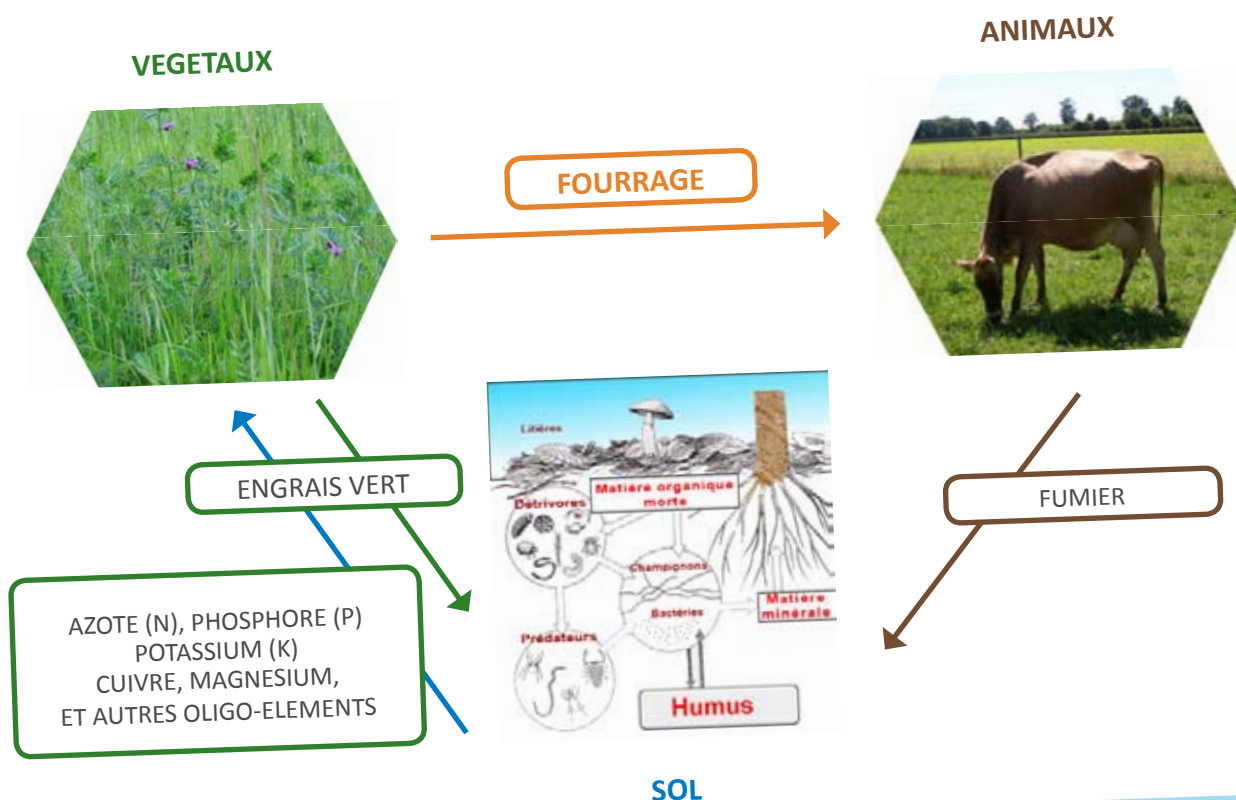 ANIMAUX
VEGETAUX
FOURRAGE
ENGRAIS VERT
FUMIER
AZOTE (N), PHOSPHORE (P)
POTASSIUM (K)
CUIVRE, MAGNESIUM,
ET AUTRES OLIGO-ELEMENTS
Litières
Matière organique
morte
Détrivores
Champignons
Bactéries
Matière
minérale
Prédateurs
Humus
SOL